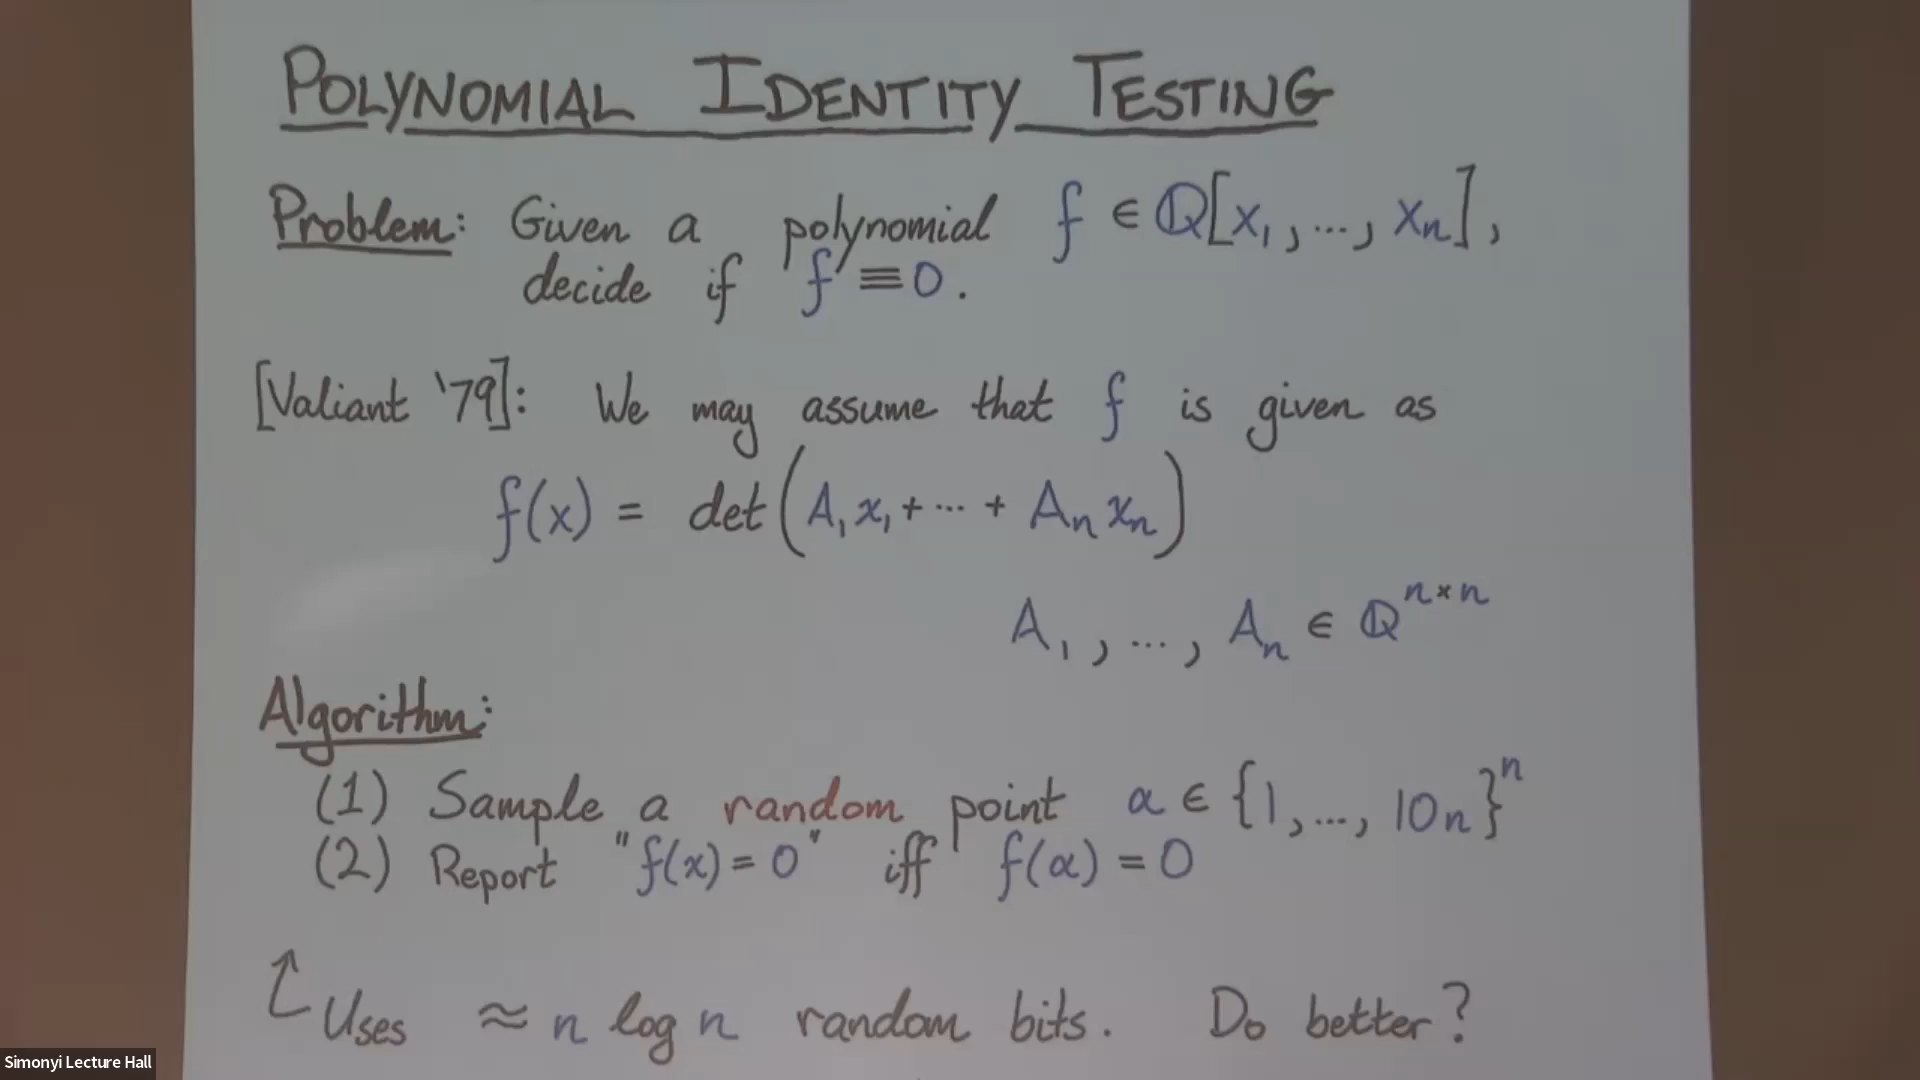 POLYNOMIAL IDENTITY TESTING
Problem: Given a polynomial f ∈ ℚ[x₁, ..., xₙ],
decide if f ≡ 0.
[Valiant '79]: We may assume that f is given as
f(x) = det(A₁x₁ + ··· + Aₙxₙ)
A₁, ..., Aₙ ∈ ℚⁿˣⁿ
Algorithm:
(1) Sample a random point α ∈ {1, ..., 10n}ⁿ
(2) Report "f(x) = 0" iff f(α) = 0
↑ Uses ≈ n log n random bits. Do better?
Simonyi Lecture Hall